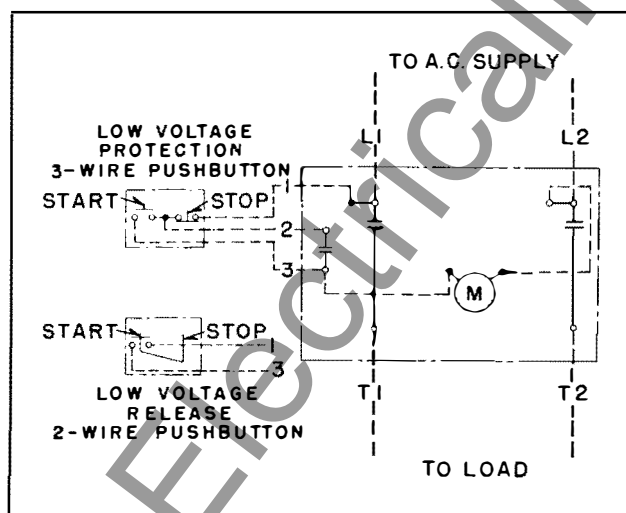 TO A.C. SUPPLY
L1
L2
LOW VOLTAGE
PROTECTION
3-WIRE PUSHBUTTON
START
STOP
1
2
3
M
START
STOP
1
3
LOW VOLTAGE
RELEASE
2-WIRE PUSHBUTTON
T1
T2
TO LOAD
Electrical